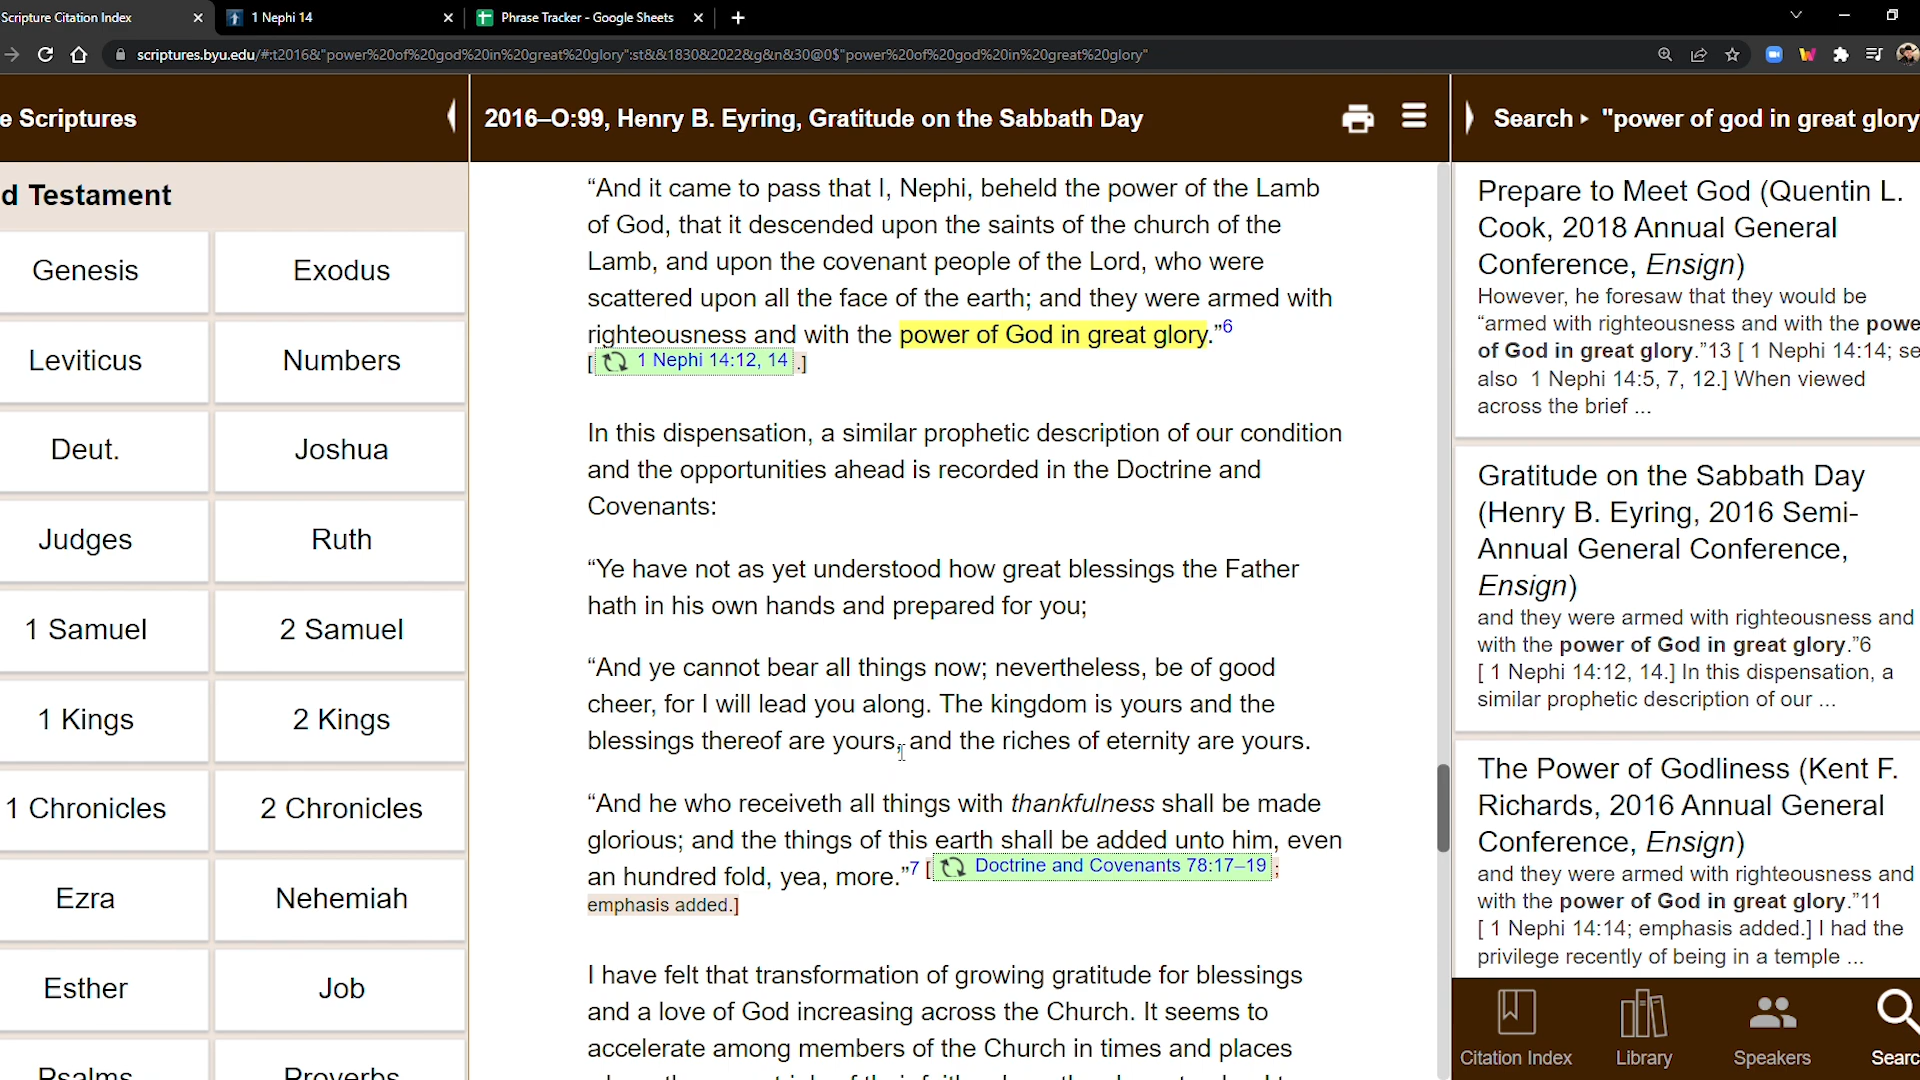 Scripture Citation Index
1 Nephi 14
Phrase Tracker - Google Sheets
scriptures.byu.edu/#:t2016&"power%20of%20god%20in%20great%20glory":st&&1830&2022&g&n&30@0$"power%20of%20god%20in%20great%20glory"
e Scriptures
2016–O:99, Henry B. Eyring, Gratitude on the Sabbath Day
Search ▸ "power of god in great glory
d Testament
Genesis
Exodus
Leviticus
Numbers
Deut.
Joshua
Judges
Ruth
1 Samuel
2 Samuel
1 Kings
2 Kings
1 Chronicles
2 Chronicles
Ezra
Nehemiah
Esther
Job
Psalms
Proverbs
“And it came to pass that I, Nephi, beheld the power of the Lamb
of God, that it descended upon the saints of the church of the
Lamb, and upon the covenant people of the Lord, who were
scattered upon all the face of the earth; and they were armed with
righteousness and with the power of God in great glory.”6
[ 1 Nephi 14:12, 14 .]
In this dispensation, a similar prophetic description of our condition
and the opportunities ahead is recorded in the Doctrine and
Covenants:
“Ye have not as yet understood how great blessings the Father
hath in his own hands and prepared for you;
“And ye cannot bear all things now; nevertheless, be of good
cheer, for I will lead you along. The kingdom is yours and the
blessings thereof are yours, and the riches of eternity are yours.
“And he who receiveth all things with thankfulness shall be made
glorious; and the things of this earth shall be added unto him, even
an hundred fold, yea, more.”7 [ Doctrine and Covenants 78:17–19 ;
emphasis added.]
I have felt that transformation of growing gratitude for blessings
and a love of God increasing across the Church. It seems to
accelerate among members of the Church in times and places
Prepare to Meet God (Quentin L.
Cook, 2018 Annual General
Conference, Ensign)
However, he foresaw that they would be
“armed with righteousness and with the powe
of God in great glory.”13 [ 1 Nephi 14:14; se
also 1 Nephi 14:5, 7, 12.] When viewed
across the brief ...
Gratitude on the Sabbath Day
(Henry B. Eyring, 2016 Semi-
Annual General Conference,
Ensign)
and they were armed with righteousness and
with the power of God in great glory.”6
[ 1 Nephi 14:12, 14.] In this dispensation, a
similar prophetic description of our ...
The Power of Godliness (Kent F.
Richards, 2016 Annual General
Conference, Ensign)
and they were armed with righteousness and
with the power of God in great glory.”11
[ 1 Nephi 14:14; emphasis added.] I had the
privilege recently of being in a temple ...
Citation Index
Library
Speakers
Searc